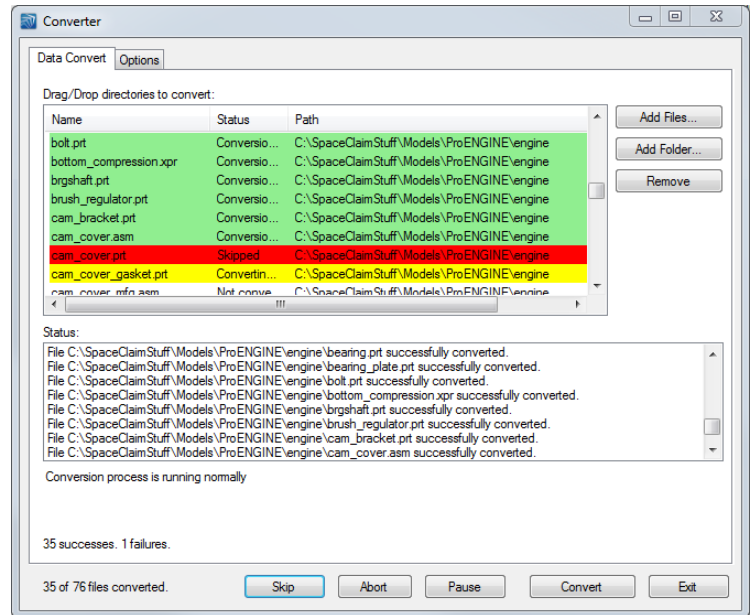 Converter
Data Convert Options
Drag/Drop directories to convert:
Name Status Path
bolt.prt Conversio... C:\SpaceClaimStuff\Models\ProENGINE\engine
bottom_compression.xpr Conversio... C:\SpaceClaimStuff\Models\ProENGINE\engine
brgshaft.prt Conversio... C:\SpaceClaimStuff\Models\ProENGINE\engine
brush_regulator.prt Conversio... C:\SpaceClaimStuff\Models\ProENGINE\engine
cam_bracket.prt Conversio... C:\SpaceClaimStuff\Models\ProENGINE\engine
cam_cover.asm Conversio... C:\SpaceClaimStuff\Models\ProENGINE\engine
cam_cover.prt Skipped C:\SpaceClaimStuff\Models\ProENGINE\engine
cam_cover_gasket.prt Convertin... C:\SpaceClaimStuff\Models\ProENGINE\engine
cam_cover_mfg.asm Not conve... C:\SpaceClaimStuff\Models\ProENGINE\engine
Add Files...
Add Folder...
Remove
Status:
File C:\SpaceClaimStuff\Models\ProENGINE\engine\bearing.prt successfully converted.
File C:\SpaceClaimStuff\Models\ProENGINE\engine\bearing_plate.prt successfully converted.
File C:\SpaceClaimStuff\Models\ProENGINE\engine\bolt.prt successfully converted.
File C:\SpaceClaimStuff\Models\ProENGINE\engine\bottom_compression.xpr successfully converted.
File C:\SpaceClaimStuff\Models\ProENGINE\engine\brgshaft.prt successfully converted.
File C:\SpaceClaimStuff\Models\ProENGINE\engine\brush_regulator.prt successfully converted.
File C:\SpaceClaimStuff\Models\ProENGINE\engine\cam_bracket.prt successfully converted.
File C:\SpaceClaimStuff\Models\ProENGINE\engine\cam_cover.asm successfully converted.
Conversion process is running normally
35 successes. 1 failures.
35 of 76 files converted.
Skip Abort Pause Convert Exit